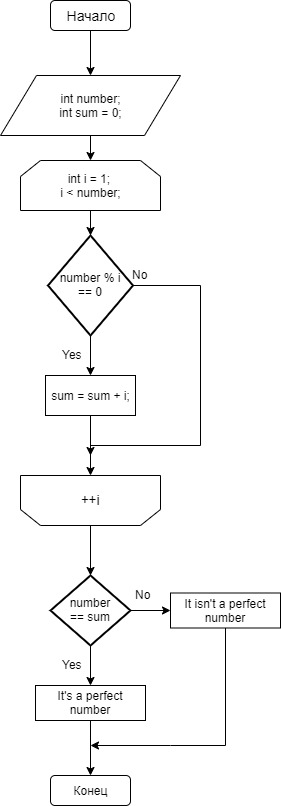 Начало
int number;
int sum = 0;
int i = 1;
i < number;
number % i
== 0
No
Yes
sum = sum + i;
++i
number
== sum
No
It isn't a perfect
number
Yes
It's a perfect
number
Конец